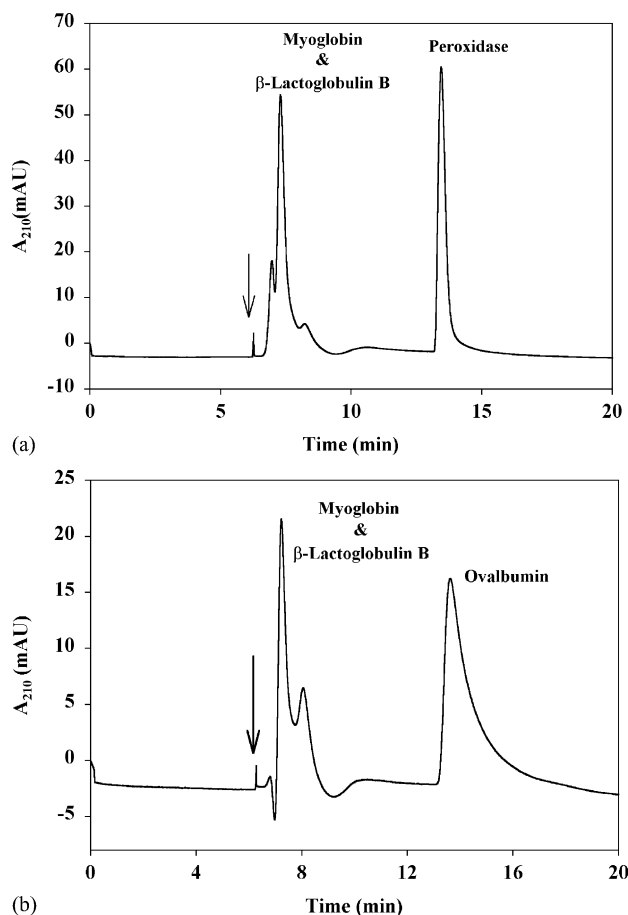 70
60
50
40
30
20
10
0
-10
A210(mAU)
Myoglobin
&
β-Lactoglobulin B
Peroxidase
0
5
10
15
20
Time (min)
(a)
25
20
15
10
5
0
-5
A210 (mAU)
Myoglobin
&
β-Lactoglobulin B
Ovalbumin
0
4
8
12
16
20
Time (min)
(b)